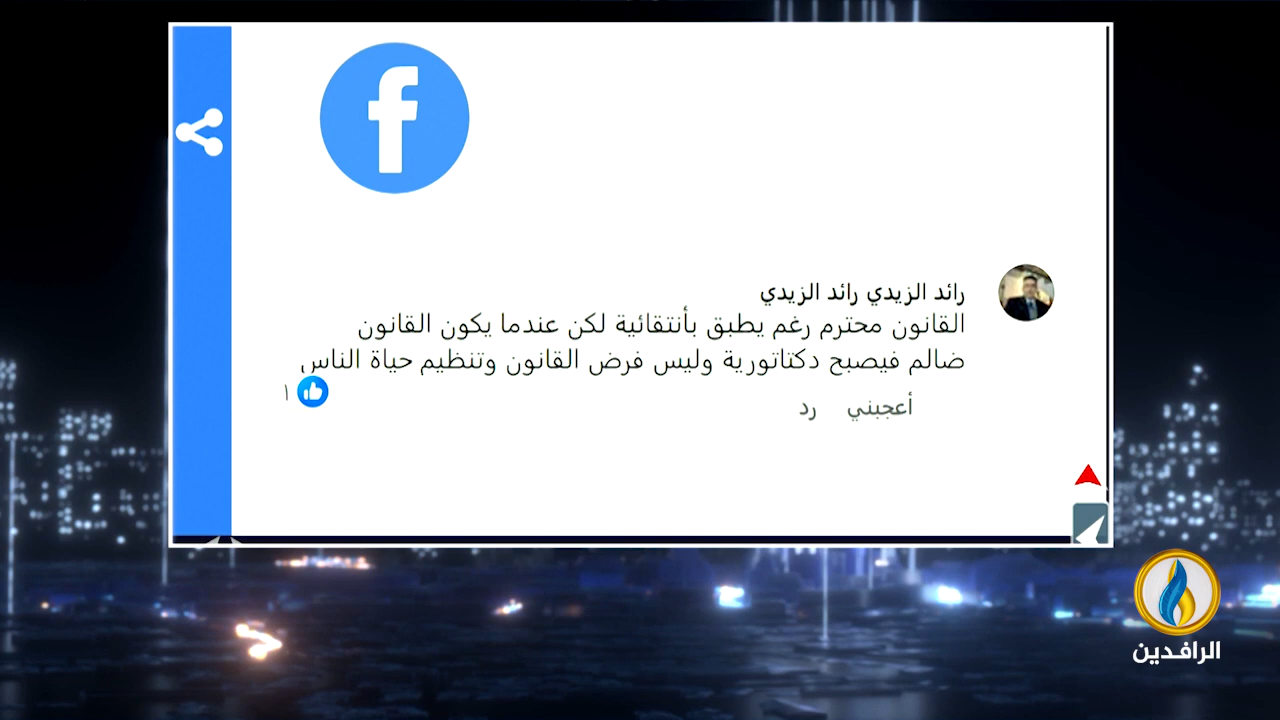 رائد الزيدي رائد الزيدي
القانون محترم رغم يطبق بأنتقائية لكن عندما يكون القانون
ضالم فيصبح دكتاتورية وليس فرض القانون وتنظيم حياة الناس
١
أعجبني رد
الرافدين